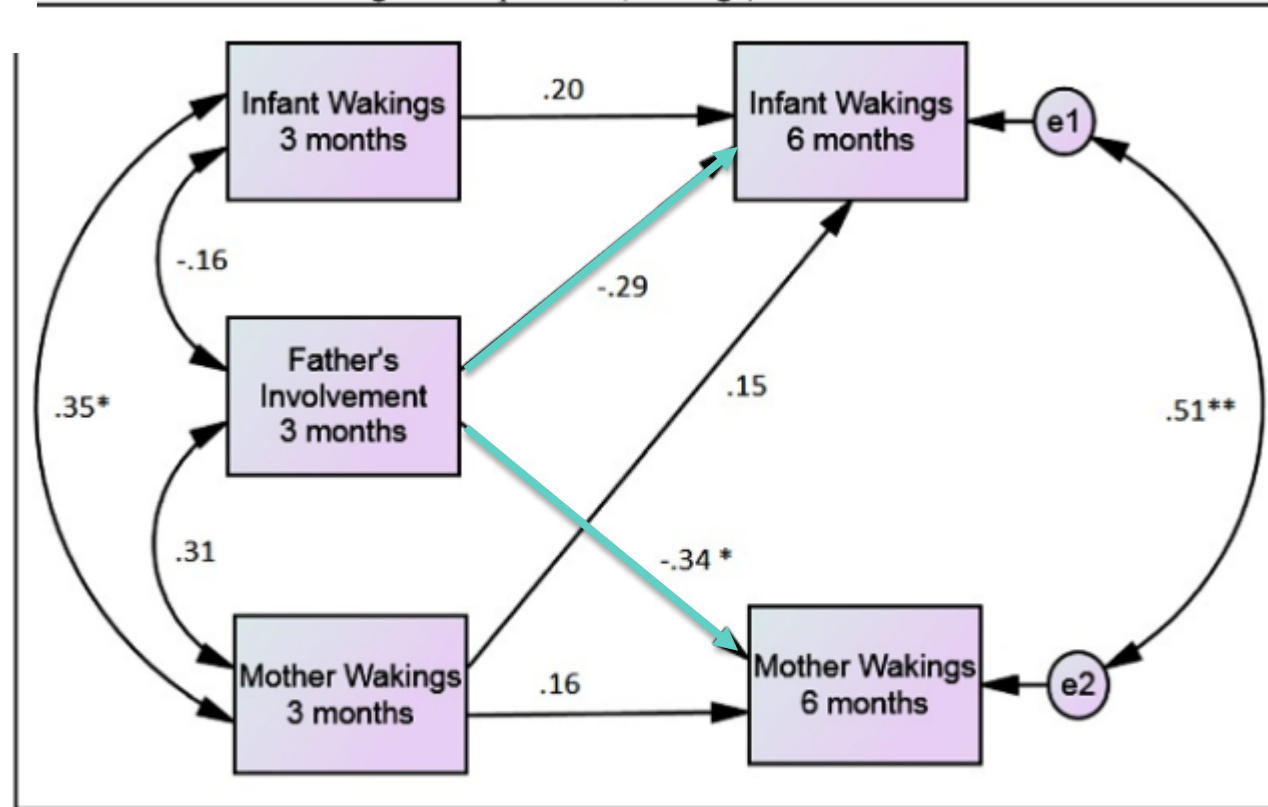 Infant Wakings
3 months
.20
Infant Wakings
6 months
e1
-.16
-.29
Father's
Involvement
3 months
.35*
.15
.51**
.31
-.34 *
Mother Wakings
3 months
.16
Mother Wakings
6 months
e2